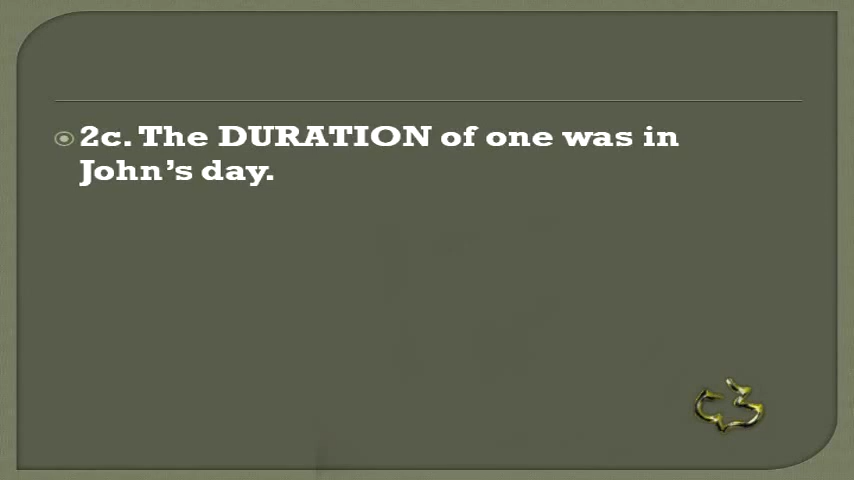 2c. The DURATION of one was in
John’s day.